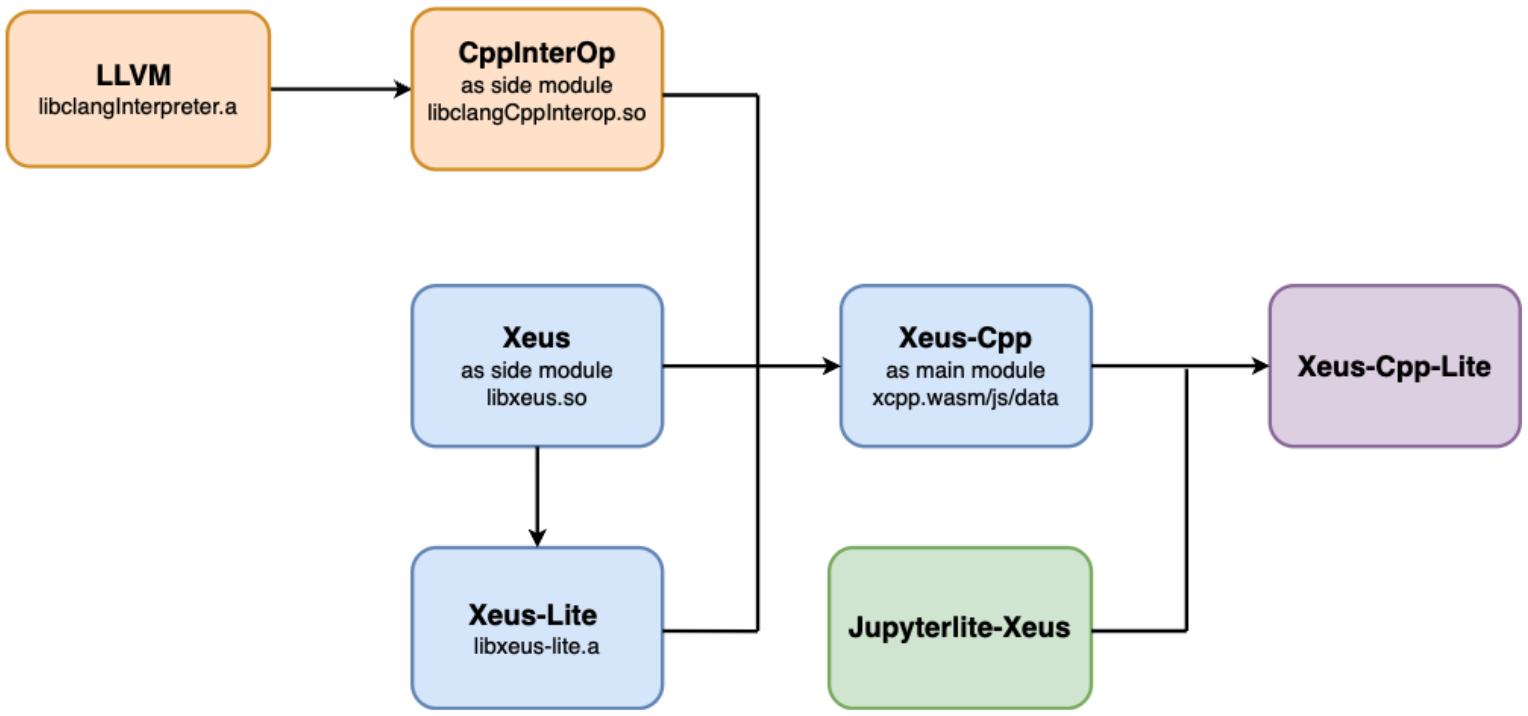 LLVM
libclangInterpreter.a
CppInterOp
as side module
libclangCppInterop.so
Xeus
as side module
libxeus.so
Xeus-Cpp
as main module
xcpp.wasm/js/data
Xeus-Cpp-Lite
Xeus-Lite
libxeus-lite.a
Jupyterlite-Xeus